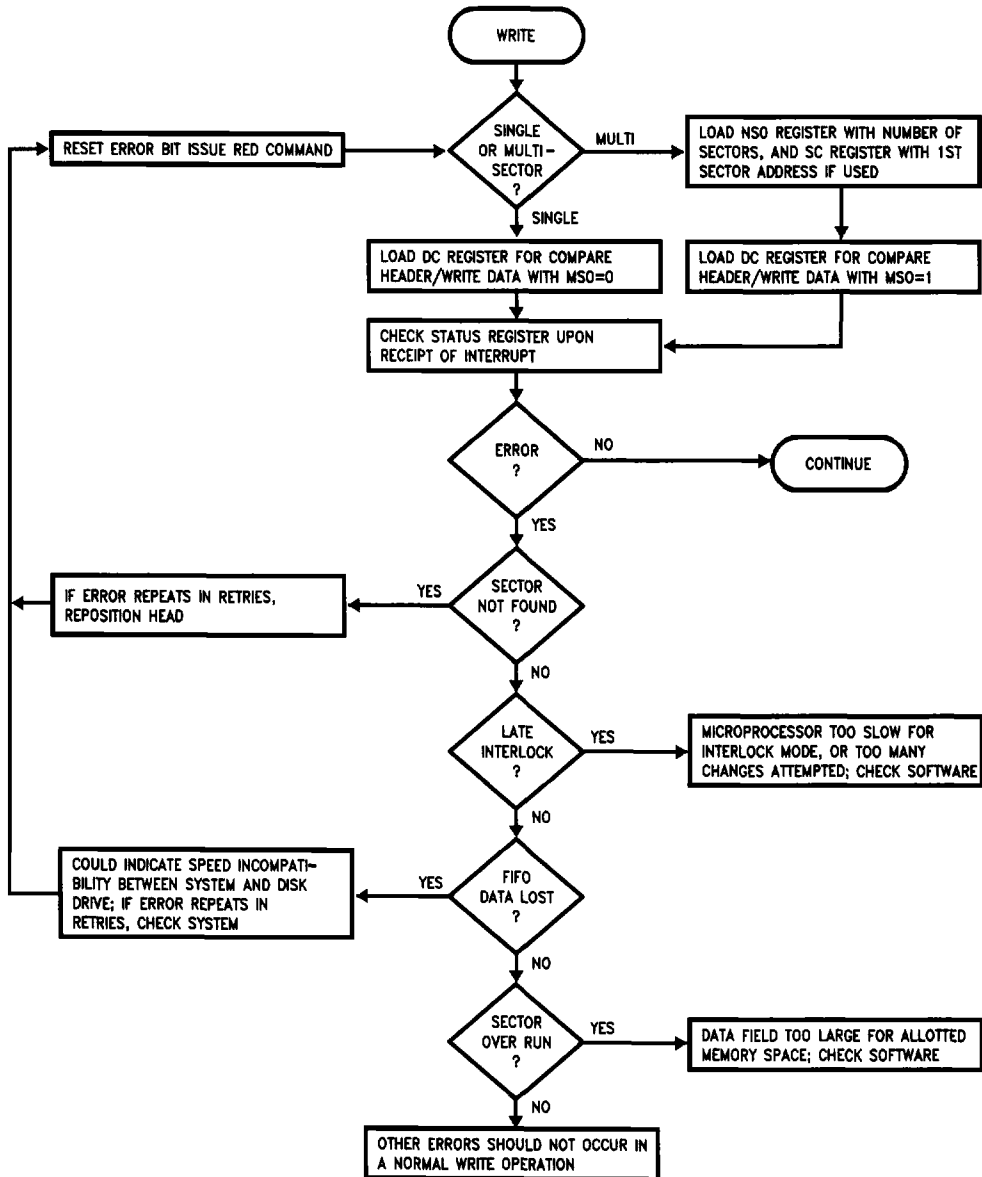 WRITE
RESET ERROR BIT ISSUE RED COMMAND
SINGLE
OR MULTI-
SECTOR
?
MULTI
LOAD NSO REGISTER WITH NUMBER OF
SECTORS, AND SC REGISTER WITH 1ST
SECTOR ADDRESS IF USED
SINGLE
LOAD DC REGISTER FOR COMPARE
HEADER/WRITE DATA WITH MSO=0
LOAD DC REGISTER FOR COMPARE
HEADER/WRITE DATA WITH MSO=1
CHECK STATUS REGISTER UPON
RECEIPT OF INTERRUPT
ERROR
?
NO
CONTINUE
YES
SECTOR
NOT FOUND
?
YES
IF ERROR REPEATS IN RETRIES,
REPOSITION HEAD
NO
LATE
INTERLOCK
?
YES
MICROPROCESSOR TOO SLOW FOR
INTERLOCK MODE, OR TOO MANY
CHANGES ATTEMPTED; CHECK SOFTWARE
NO
FIFO
DATA LOST
?
YES
COULD INDICATE SPEED INCOMPATI-
BILITY BETWEEN SYSTEM AND DISK
DRIVE; IF ERROR REPEATS IN
RETRIES, CHECK SYSTEM
NO
SECTOR
OVER RUN
?
YES
DATA FIELD TOO LARGE FOR ALLOTTED
MEMORY SPACE; CHECK SOFTWARE
NO
OTHER ERRORS SHOULD NOT OCCUR IN
A NORMAL WRITE OPERATION